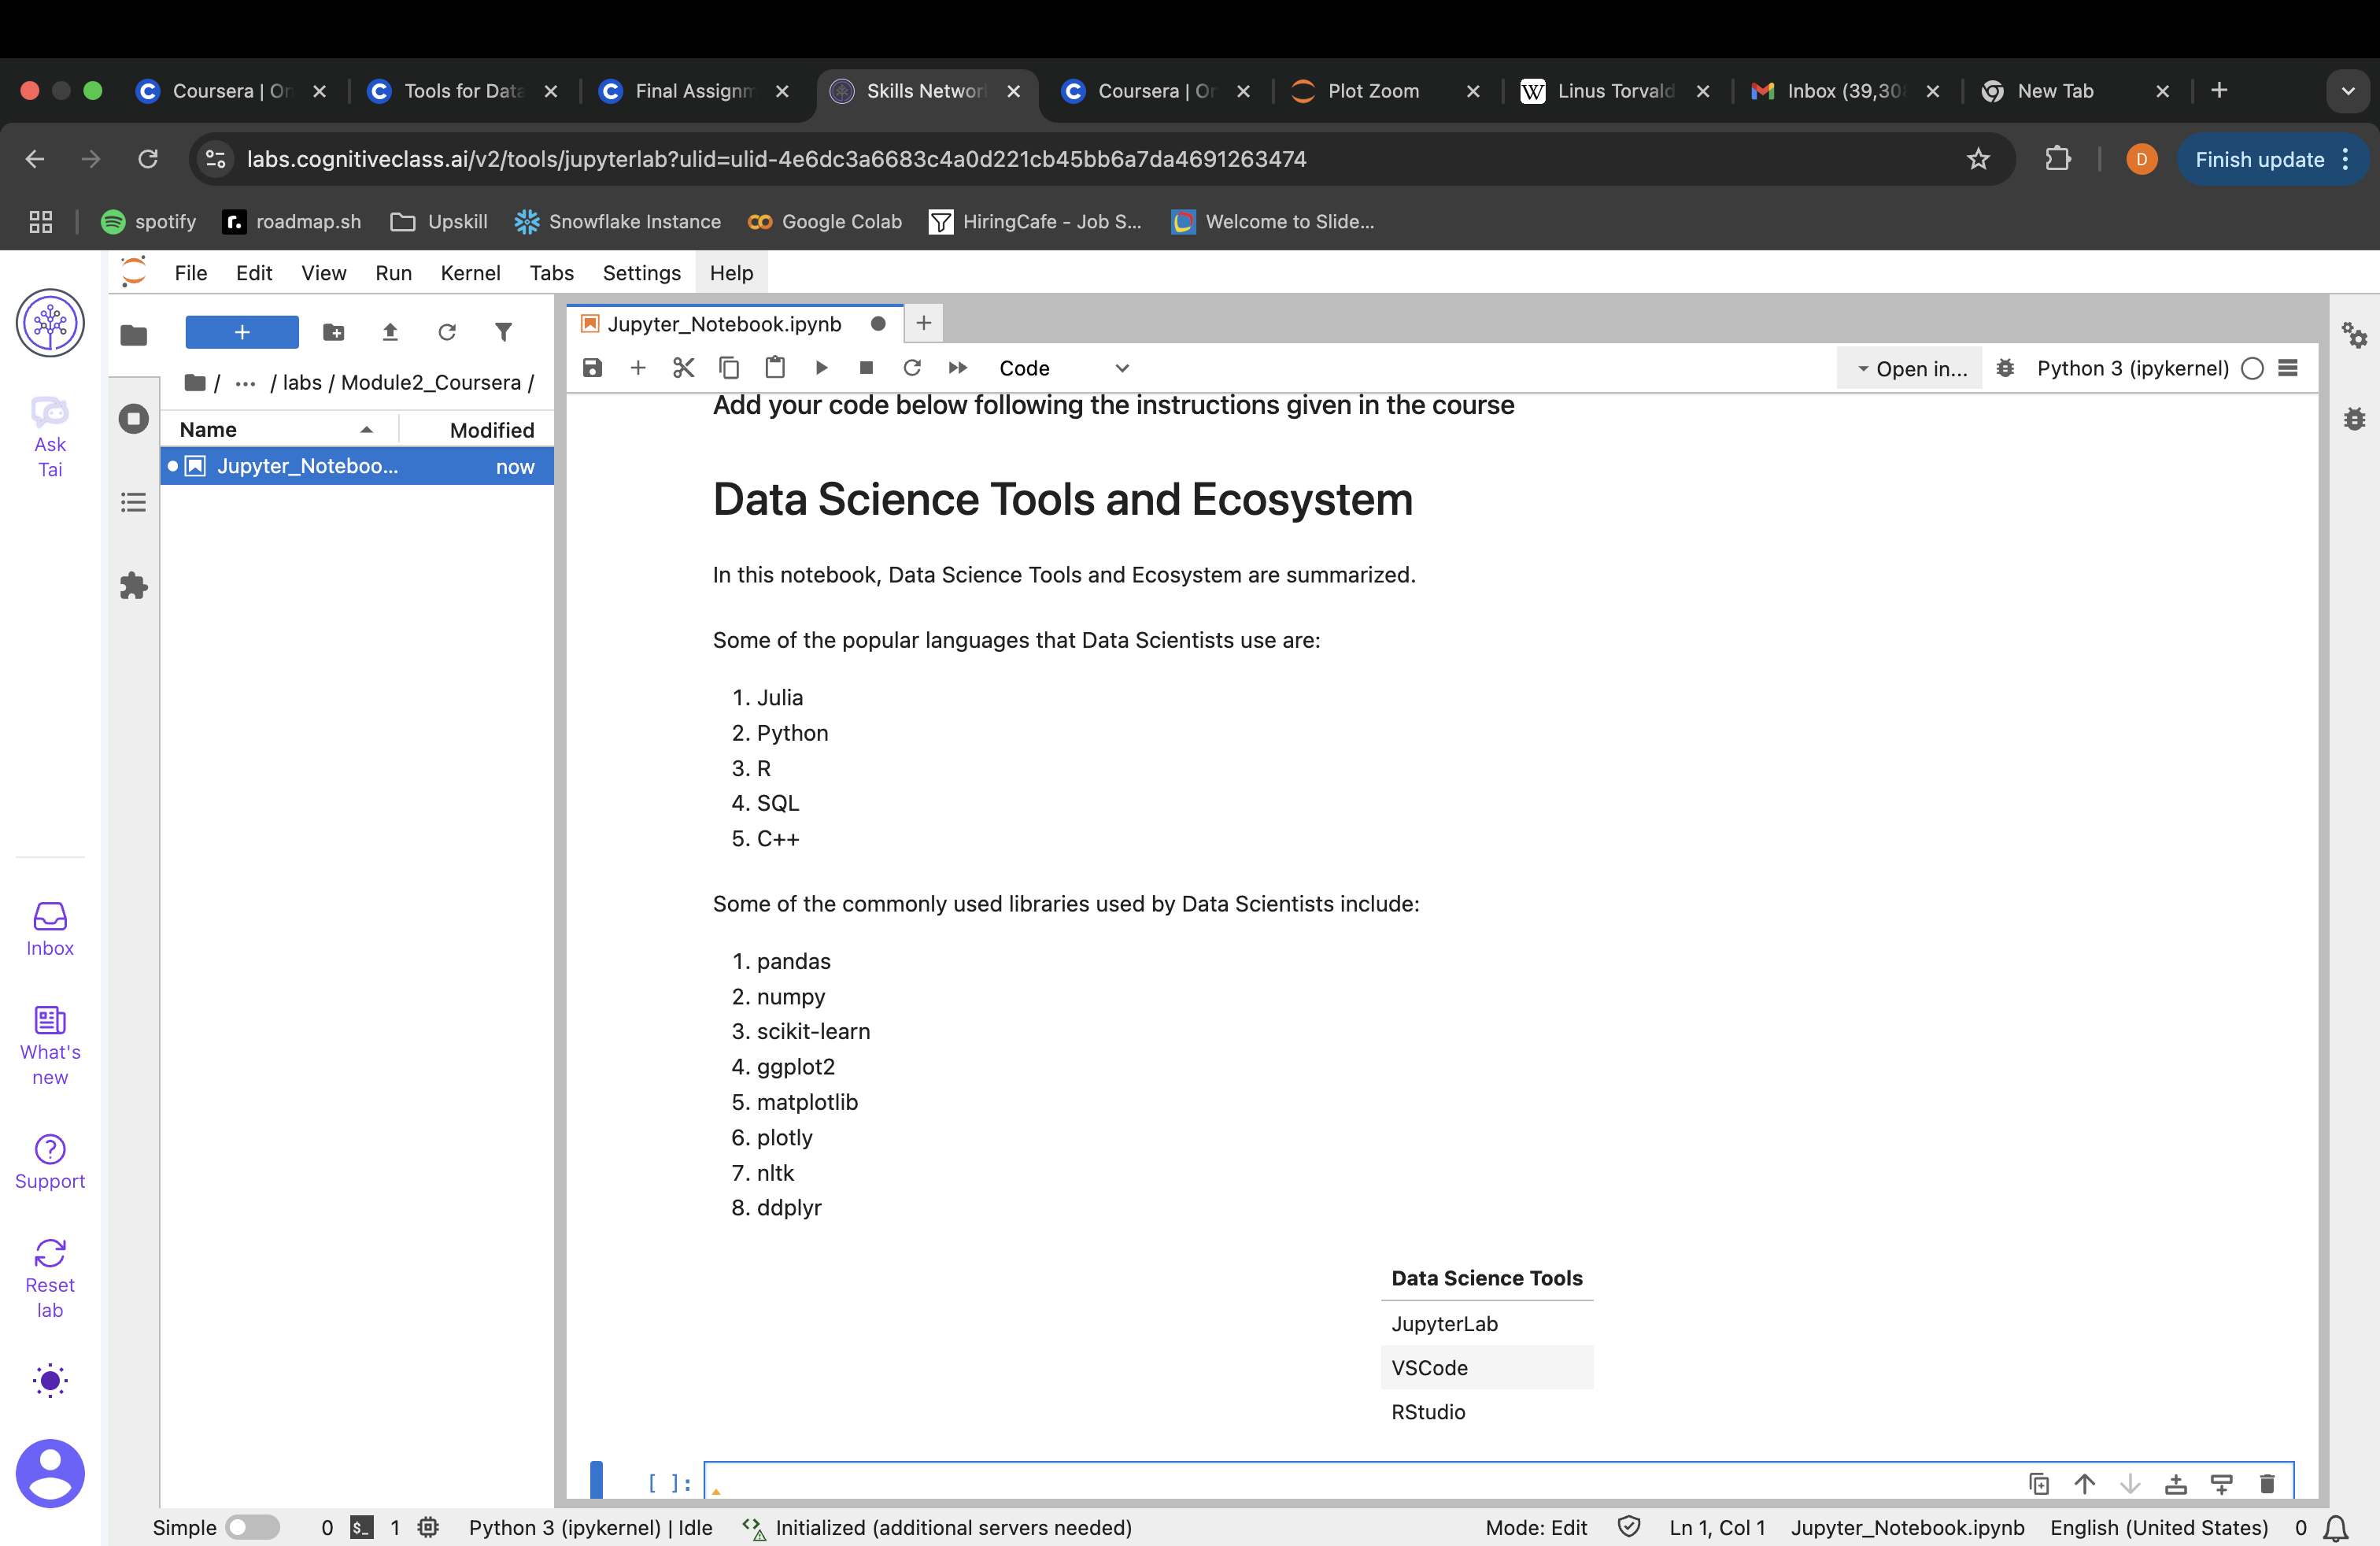 Coursera | On
Tools for Data
Final Assignm
Skills Networ
Coursera | Or
Plot Zoom
Linus Torvald
Inbox (39,308
New Tab
labs.cognitiveclass.ai/v2/tools/jupyterlab?ulid=ulid-4e6dc3a6683c4a0d221cb45bb6a7da4691263474
D
Finish update
spotify
roadmap.sh
Upskill
Snowflake Instance
Google Colab
HiringCafe - Job S...
Welcome to Slide...
File Edit View Run Kernel Tabs Settings Help
Ask
Tai
Inbox
What's
new
Support
Reset
lab
/ ... / labs / Module2_Coursera /
Name Modified
Jupyter_Noteboo... now
Jupyter_Notebook.ipynb
Code
Open in...
Python 3 (ipykernel)
Add your code below following the instructions given in the course
Data Science Tools and Ecosystem
In this notebook, Data Science Tools and Ecosystem are summarized.
Some of the popular languages that Data Scientists use are:
1. Julia
2. Python
3. R
4. SQL
5. C++
Some of the commonly used libraries used by Data Scientists include:
1. pandas
2. numpy
3. scikit-learn
4. ggplot2
5. matplotlib
6. plotly
7. nltk
8. ddplyr
Data Science Tools
JupyterLab
VSCode
RStudio
[ ]:
Simple 0 $_ 1 Python 3 (ipykernel) | Idle Initialized (additional servers needed) Mode: Edit Ln 1, Col 1 Jupyter_Notebook.ipynb English (United States) 0